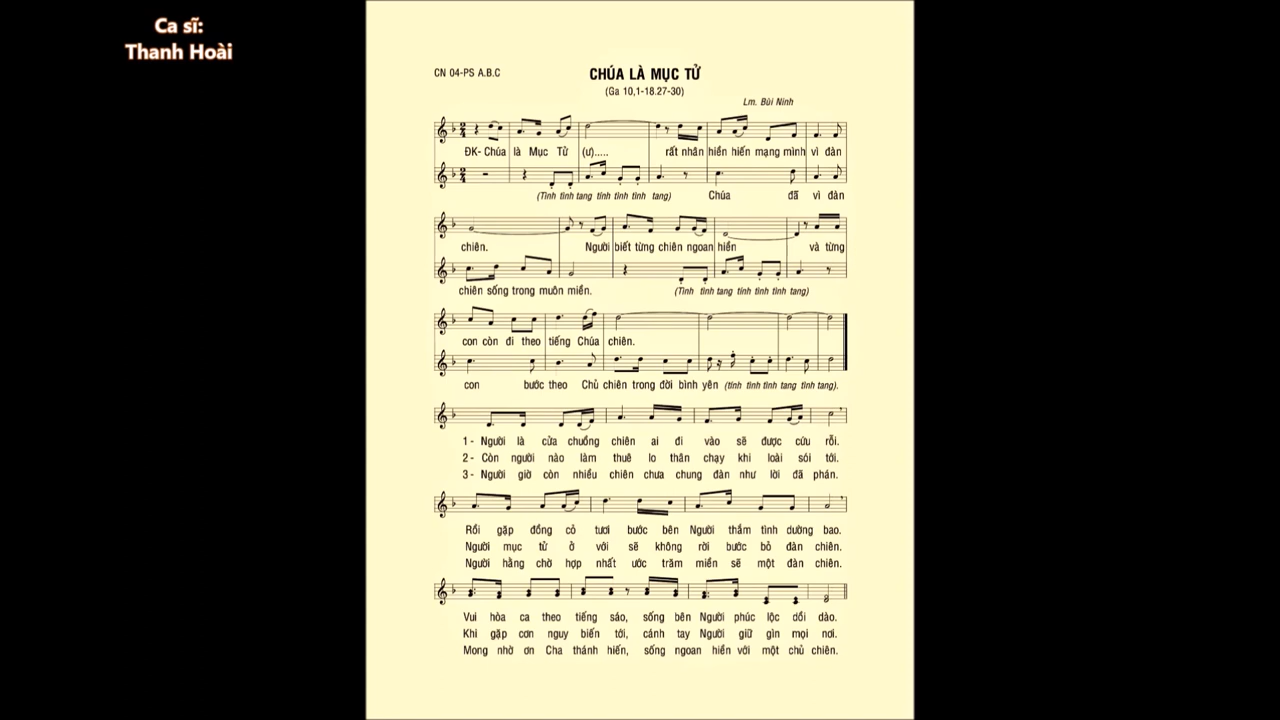 Ca sĩ:
Thanh Hoài
CN 04-PS A.B.C
CHÚA LÀ MỤC TỬ
(Ga 10,1-18.27-30)
Lm. Bùi Ninh
ĐK- Chúa là Mục Tử (ư)..... rất nhân hiền hiến mạng mình vì đàn
(Tình tình tang tính tình tình tang) Chúa đã vì đàn
chiên. Người biết từng chiên ngoan hiền và từng
chiên sống trong muôn miền. (Tình tình tang tính tình tình tang)
con còn đi theo tiếng Chúa chiên.
con bước theo Chủ chiên trong đời bình yên (tính tình tình tang tình tang).
1- Người là cửa chuồng chiên ai đi vào sẽ được cứu rỗi.
2- Còn người nào làm thuê lo thân chạy khi loài sói tới.
3- Người giờ còn nhiều chiên chưa chung đàn như lời đã phán.
Rồi gặp đồng cỏ tươi bước bên Người thắm tình dường bao.
Người mục tử ở với sẽ không rời bước bỏ đàn chiên.
Người hằng chờ hợp nhất ước trăm miền sẽ một đàn chiên.
Vui hòa ca theo tiếng sáo, sống bên Người phúc lộc dồi dào.
Khi gặp cơn nguy biến tới, cánh tay Người giữ gìn mọi nơi.
Mong nhờ ơn Cha thánh hiến, sống ngoan hiền với một chủ chiên.